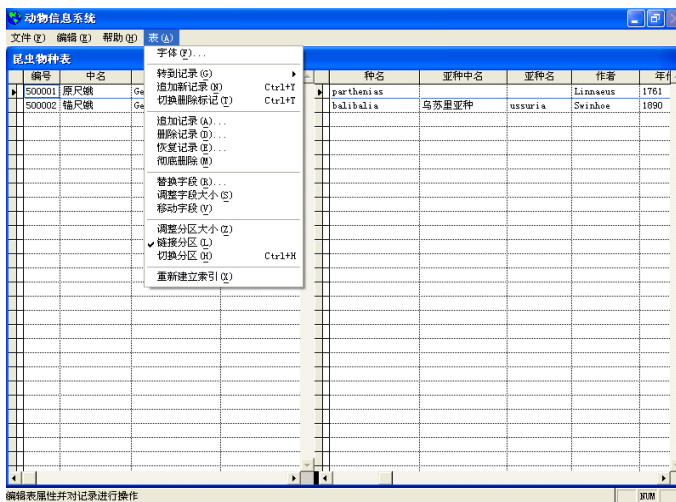 动物信息系统
文件(F) 编辑(E) 帮助(H) 表(A)
昆虫物种表
编号 中名 种名 亚种中名 亚种名 作者
500001 原尺蛾 Ge parthenias Linnaeus 1761
500002 锚尺蛾 Ge balibalia 乌苏里亚种 ussuria Swinhoe 1890
字体(F)...
转到记录(G)
追加新记录(N) Ctrl+Y
切换删除标记(T) Ctrl+T
追加记录(A)...
删除记录(D)...
恢复记录(E)...
彻底删除(M)
替换字段(R)...
调整字段大小(S)
移动字段(V)
调整分区大小(Z)
链接分区(L)
切换分区(H) Ctrl+H
重新建立索引(X)
编辑表属性并对记录进行操作 NUM